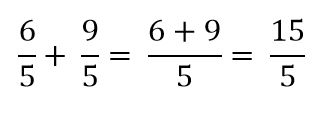 6/5 + 9/5 = (6 + 9)/5 = 15/5